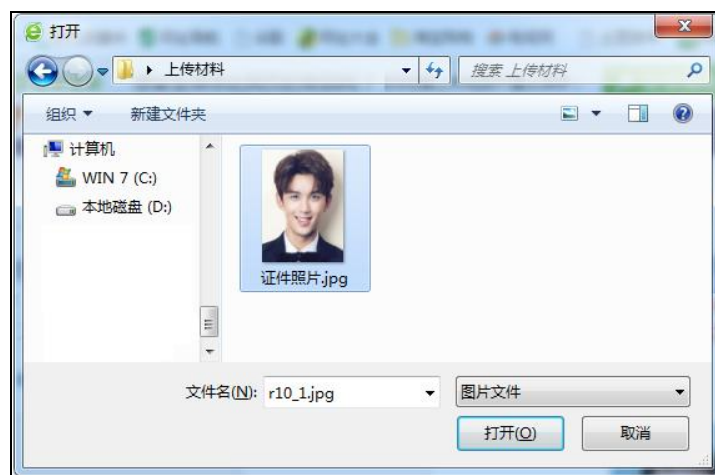 打开
上传材料
搜索 上传材料
组织 新建文件夹
计算机
WIN 7 (C:)
本地磁盘 (D:)
证件照片.jpg
文件名(N): r10_1.jpg 图片文件
打开(O) 取消